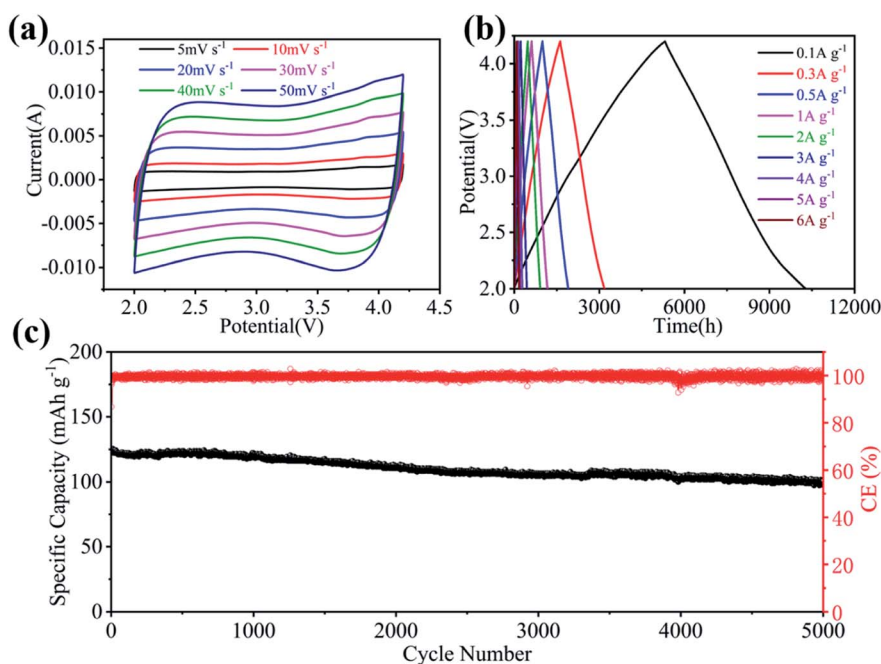 (a)
0.015
0.010
0.005
0.000
-0.005
-0.010
Current(A)
5mV s⁻¹ 10mV s⁻¹
20mV s⁻¹ 30mV s⁻¹
40mV s⁻¹ 50mV s⁻¹
2.0 2.5 3.0 3.5 4.0 4.5
Potential(V)
(b)
4.0
3.5
3.0
2.5
2.0
Potential(V)
0.1A g⁻¹
0.3A g⁻¹
0.5A g⁻¹
1A g⁻¹
2A g⁻¹
3A g⁻¹
4A g⁻¹
5A g⁻¹
6A g⁻¹
0 3000 6000 9000 12000
Time(h)
(c)
200
150
100
50
0
Specific Capacity (mAh g⁻¹)
100
80
60
40
20
0
CE (%)
0 1000 2000 3000 4000 5000
Cycle Number